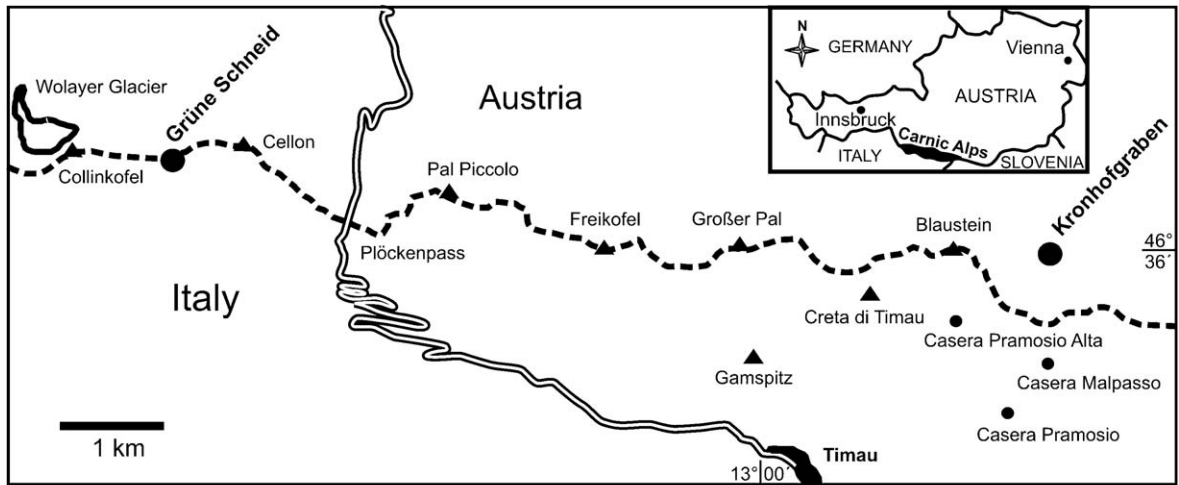 Wolayer Glacier
Grüne Schneid
Collinkofel
Cellon
Austria
Pal Piccolo
Plöckenpass
Freikofel
Großer Pal
Blaustein
Kronhofgraben
46°
36´
Italy
Creta di Timau
Casera Pramosio Alta
Gamspitz
Casera Malpasso
Casera Pramosio
1 km
Timau
13° 00´
N
GERMANY
Vienna
AUSTRIA
Innsbruck
Carnic Alps
ITALY
SLOVENIA